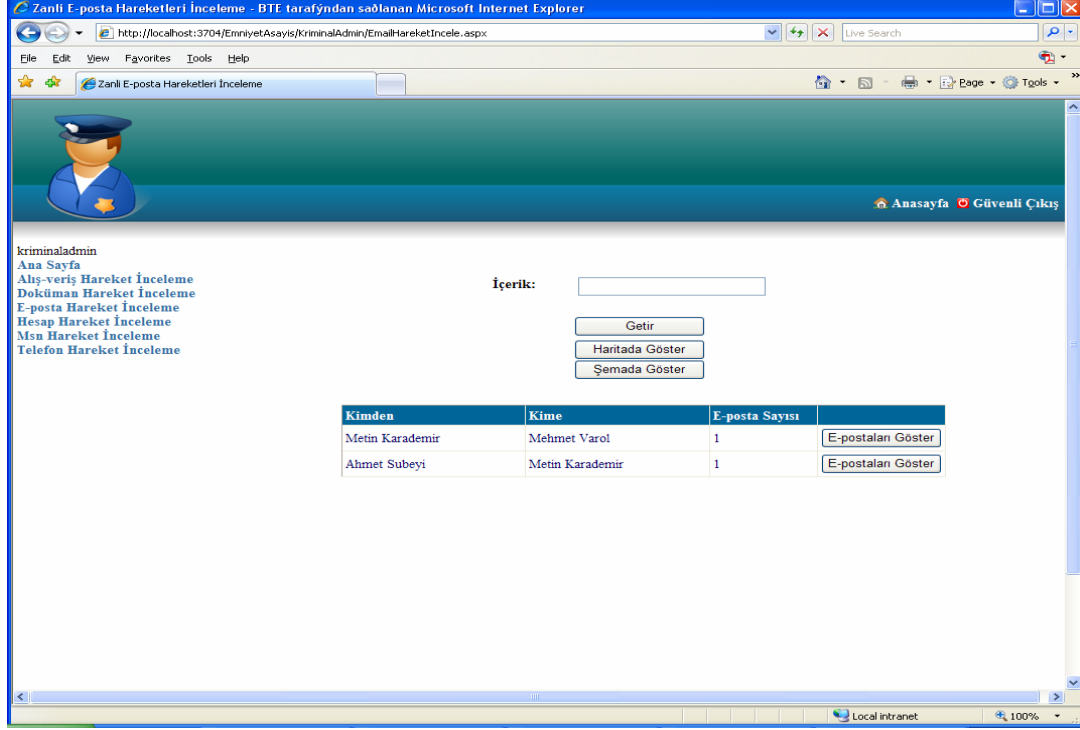 Zanli E-posta Hareketleri İnceleme - BTE tarafýndan saðlanan Microsoft Internet Explorer
http://localhost:3704/EmniyetAsayis/KriminalAdmin/EmailHareketIncele.aspx
Live Search
File Edit View Favorites Tools Help
Zanli E-posta Hareketleri İnceleme
Page Tools
Anasayfa Güvenli Çıkış
kriminaladmin
Ana Sayfa
Alış-veriş Hareket İnceleme
Doküman Hareket İnceleme
E-posta Hareket İnceleme
Hesap Hareket İnceleme
Msn Hareket İnceleme
Telefon Hareket İnceleme
İçerik:
Getir
Haritada Göster
Şemada Göster
Kimden Kime E-posta Sayısı
Metin Karademir Mehmet Varol 1 E-postaları Göster
Ahmet Subeyi Metin Karademir 1 E-postaları Göster
Local intranet 100%